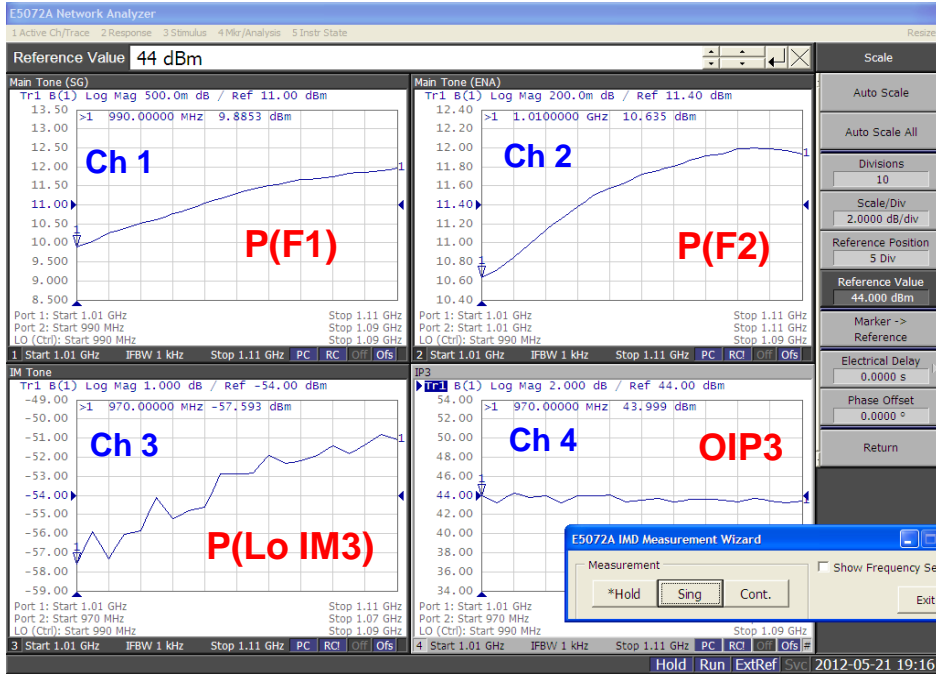 E5072A Network Analyzer
1 Active Ch/Trace 2 Response 3 Stimulus 4 Mkr/Analysis 5 Instr State
Resize
Reference Value 44 dBm
Main Tone (SG)
Tr1 B(1) Log Mag 500.0m dB / Ref 11.00 dBm
>1 990.00000 MHz 9.8853 dBm
13.50
13.00
12.50
12.00
11.50
11.00
10.50
10.00
9.500
9.000
8.500
Ch 1
P(F1)
1
1
Port 1: Start 1.01 GHz Stop 1.11 GHz
Port 2: Start 990 MHz Stop 1.09 GHz
LO (Ctrl): Start 990 MHz Stop 1.09 GHz
1 Start 1.01 GHz IFBW 1 kHz Stop 1.11 GHz PC RC Off Ofs
Main Tone (ENA)
Tr1 B(1) Log Mag 200.0m dB / Ref 11.40 dBm
>1 1.0100000 GHz 10.635 dBm
12.40
12.20
12.00
11.80
11.60
11.40
11.20
11.00
10.80
10.60
10.40
Ch 2
P(F2)
1
1
Port 1: Start 1.01 GHz Stop 1.11 GHz
Port 2: Start 1.01 GHz Stop 1.11 GHz
LO (Ctrl): Start 990 MHz Stop 1.09 GHz
2 Start 1.01 GHz IFBW 1 kHz Stop 1.11 GHz PC RC! Off Ofs
IM Tone
Tr1 B(1) Log Mag 1.000 dB / Ref -54.00 dBm
>1 970.00000 MHz -57.593 dBm
-49.00
-50.00
-51.00
-52.00
-53.00
-54.00
-55.00
-56.00
-57.00
-58.00
-59.00
Ch 3
P(Lo IM3)
1
1
Port 1: Start 1.01 GHz Stop 1.11 GHz
Port 2: Start 970 MHz Stop 1.07 GHz
LO (Ctrl): Start 990 MHz Stop 1.09 GHz
3 Start 1.01 GHz IFBW 1 kHz Stop 1.11 GHz PC RC! Off Ofs
IP3
Tr1 B(1) Log Mag 2.000 dB / Ref 44.00 dBm
>1 970.00000 MHz 43.999 dBm
54.00
52.00
50.00
48.00
46.00
44.00
42.00
40.00
38.00
36.00
34.00
Ch 4
OIP3
1
1
Port 1: Start 1.01 GHz
Port 2: Start 970 MHz
LO (Ctrl): Start 990 MHz Stop 1.09 GHz
4 Start 1.01 GHz IFBW 1 kHz Stop 1.11 GHz PC RC! Off Ofs #
Scale
Auto Scale
Auto Scale All
Divisions
10
Scale/Div
2.0000 dB/div
Reference Position
5 Div
Reference Value
44.000 dBm
Marker ->
Reference
Electrical Delay
0.0000 s
Phase Offset
0.0000 °
Return
E5072A IMD Measurement Wizard
Measurement
*Hold Sing Cont.
Show Frequency Se
Exit
Hold Run ExtRef Svc 2012-05-21 19:16